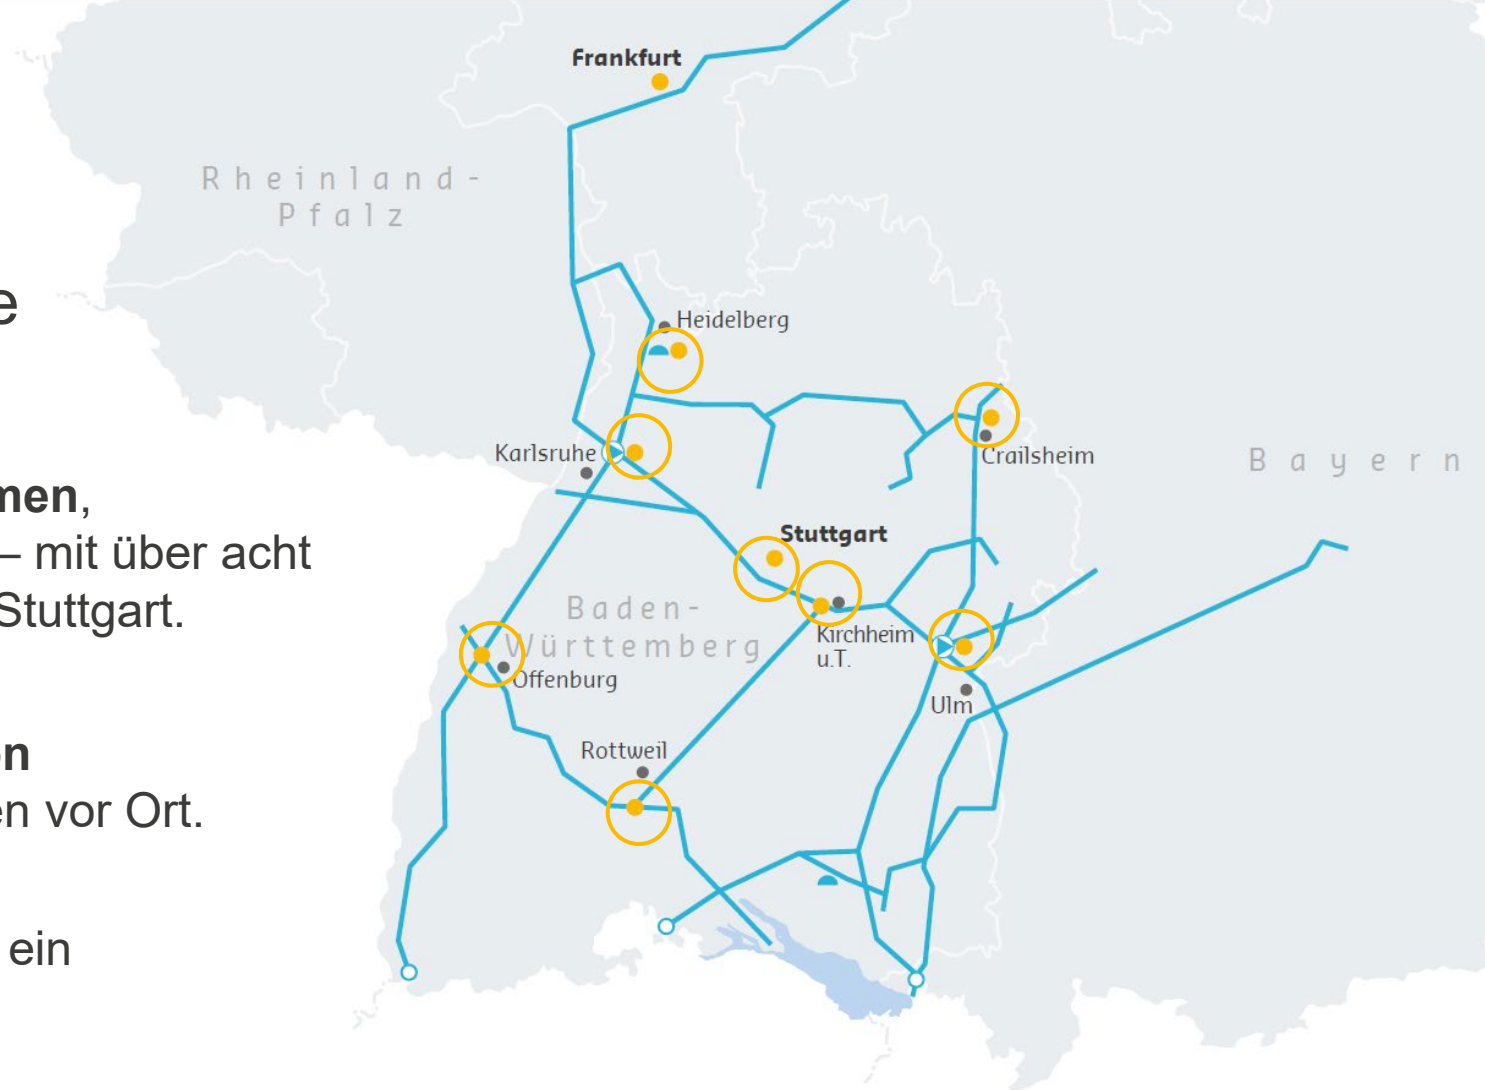 Frankfurt
Rheinland-
Pfalz
e
Heidelberg
Karlsruhe
Crailsheim
Bayern
men,
– mit über acht
Stuttgart.
Stuttgart
Baden-
Württemberg
Kirchheim
u.T.
Offenburg
Ulm
Rottweil
en
en vor Ort.
ein